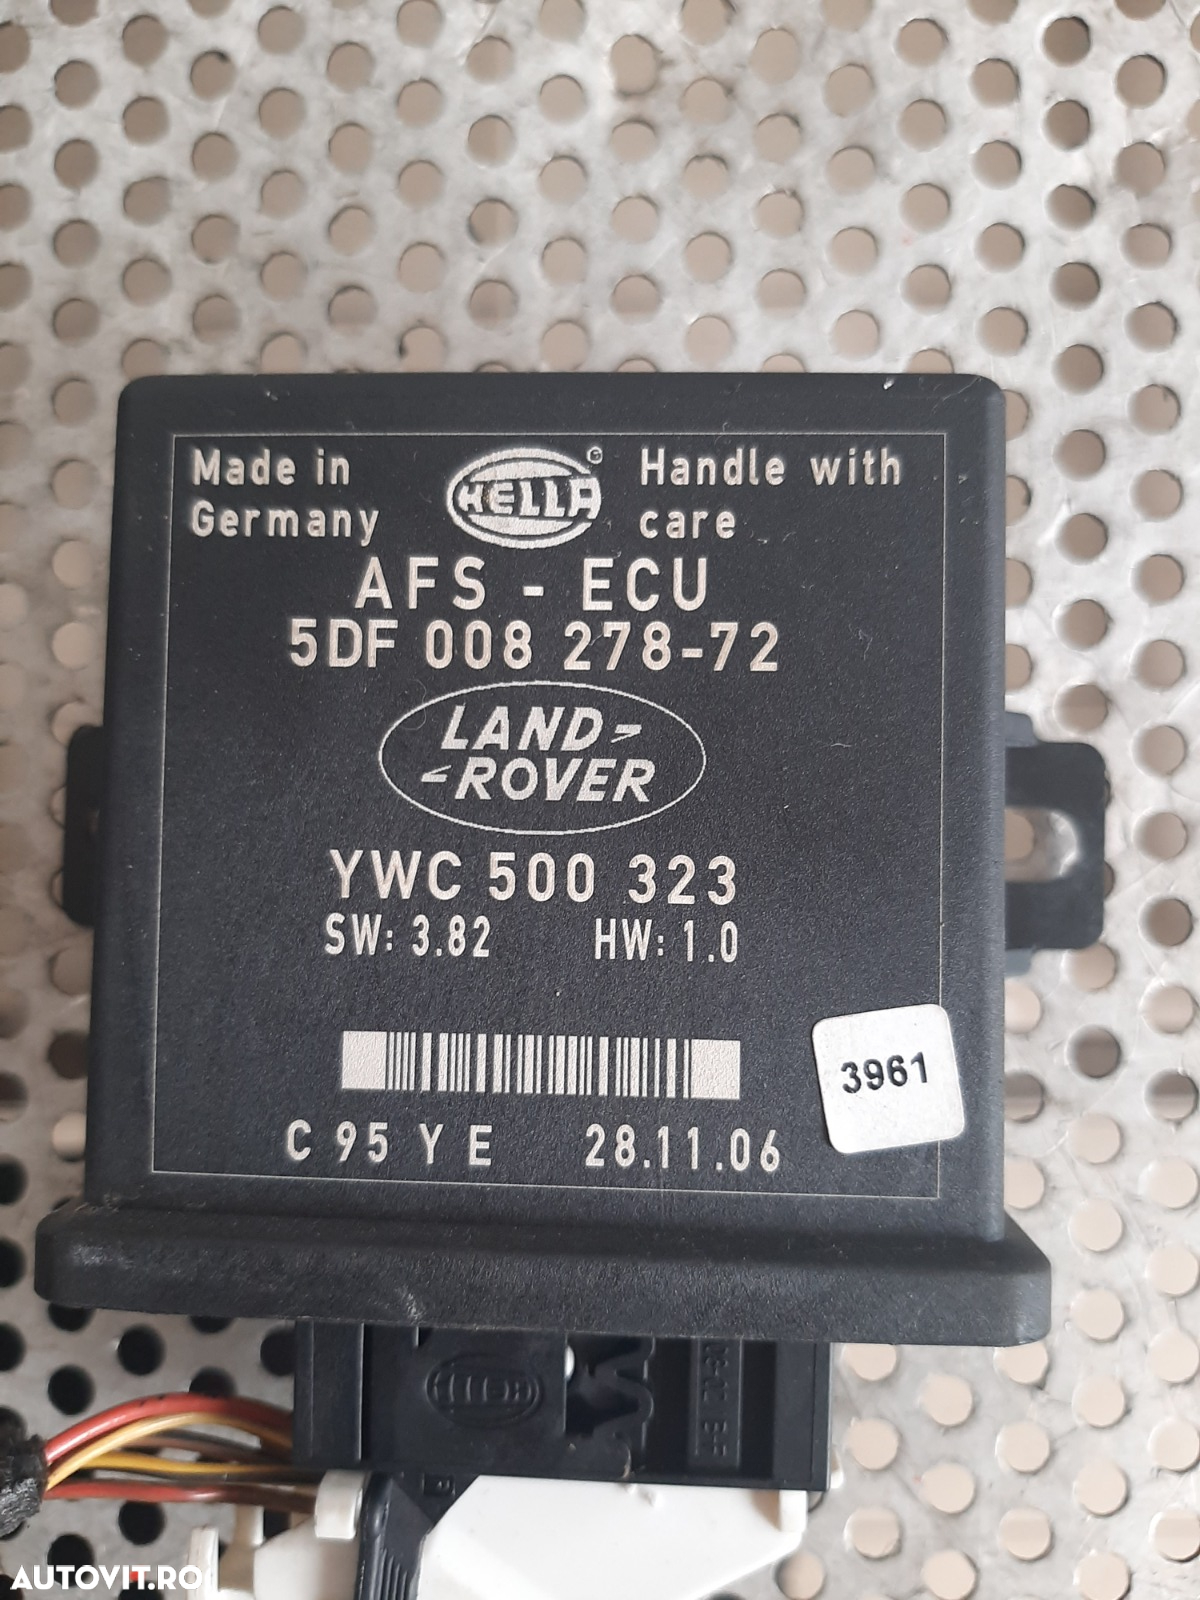 Made in
Germany
HELLA
Handle with
care
AFS - ECU
5DF 008 278-72
LAND
ROVER
YWC 500 323
SW: 3.82 HW: 1.0
3961
C 95 Y E 28.11.06
HELLA
AUTOVIT.RO